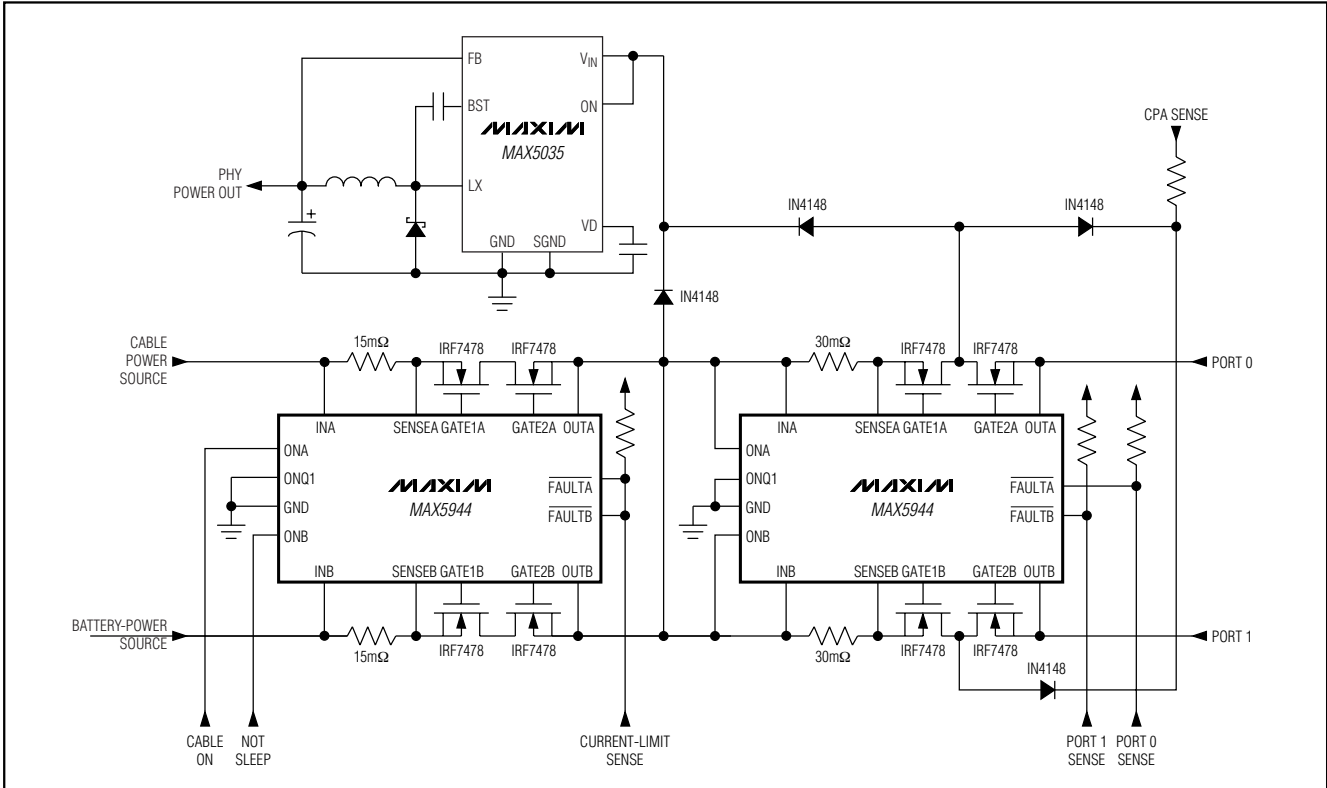 FB
VIN
BST
ON
MAXIM
MAX5035
CPA SENSE
PHY
POWER OUT
LX
IN4148
IN4148
VD
GND
SGND
IN4148
CABLE
POWER
SOURCE
15mΩ
IRF7478
IRF7478
30mΩ
IRF7478
IRF7478
PORT 0
INA
SENSEA
GATE1A
GATE2A
OUTA
INA
SENSEA
GATE1A
GATE2A
OUTA
ONA
ONQ1
GND
ONB
MAXIM
MAX5944
FAULTA
FAULTB
ONA
ONQ1
GND
ONB
MAXIM
MAX5944
FAULTA
FAULTB
INB
SENSEB
GATE1B
GATE2B
OUTB
INB
SENSEB
GATE1B
GATE2B
OUTB
BATTERY-POWER
SOURCE
15mΩ
IRF7478
IRF7478
30mΩ
IRF7478
IRF7478
PORT 1
IN4148
CABLE
ON
NOT
SLEEP
CURRENT-LIMIT
SENSE
PORT 1
SENSE
PORT 0
SENSE